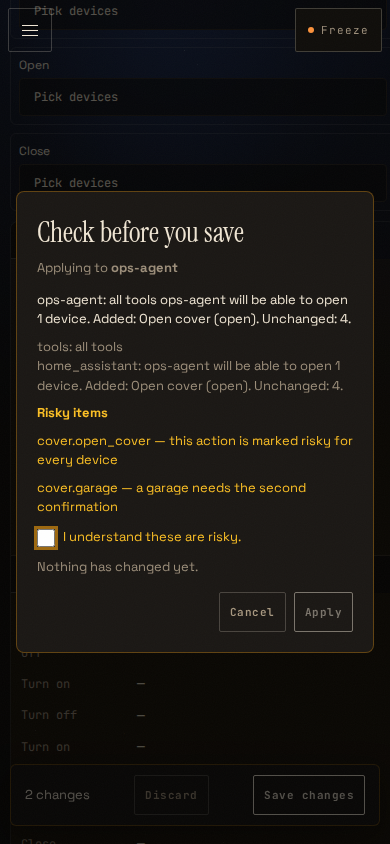 Pick devices
Freeze
Open
Pick devices
Close
Pick devices
Check before you save
Applying to ops-agent
ops-agent: all tools ops-agent will be able to open
1 device. Added: Open cover (open). Unchanged: 4.
tools: all tools
home_assistant: ops-agent will be able to open 1
device. Added: Open cover (open). Unchanged: 4.
Risky items
cover.open_cover — this action is marked risky for
every device
cover.garage — a garage needs the second
confirmation
I understand these are risky.
Nothing has changed yet.
Cancel Apply
Turn on —
Turn off —
Turn on —
2 changes Discard Save changes